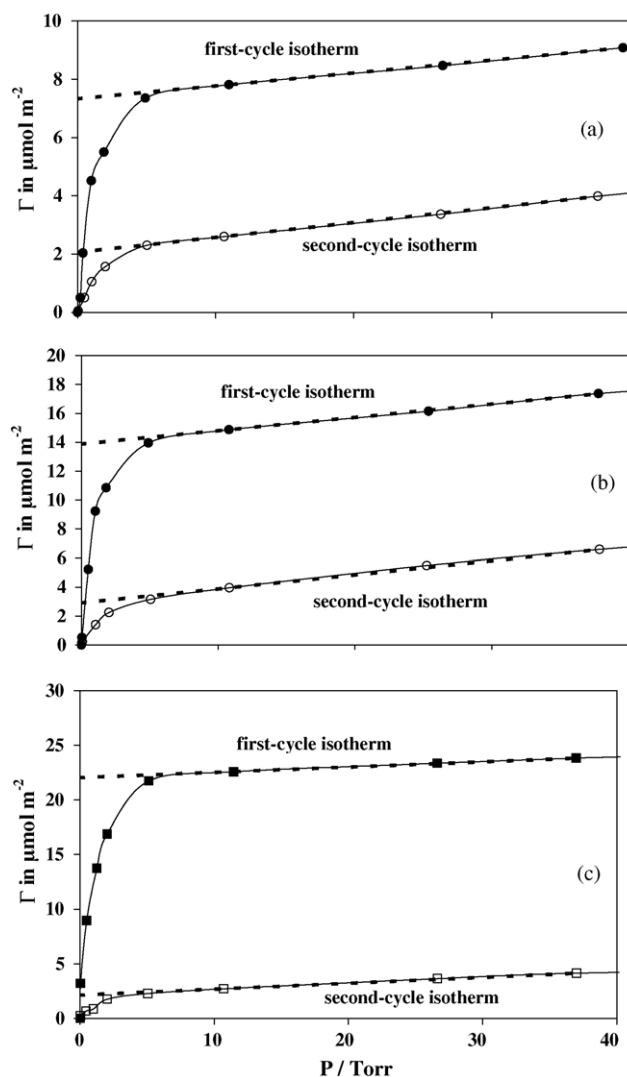 10
8
6
4
2
0
Γ in µmol m⁻²
first-cycle isotherm
(a)
second-cycle isotherm
20
18
16
14
12
10
8
6
4
2
0
Γ in µmol m⁻²
first-cycle isotherm
(b)
second-cycle isotherm
30
25
20
15
10
5
0
Γ in µmol m⁻²
first-cycle isotherm
(c)
second-cycle isotherm
0 10 20 30 40
P / Torr